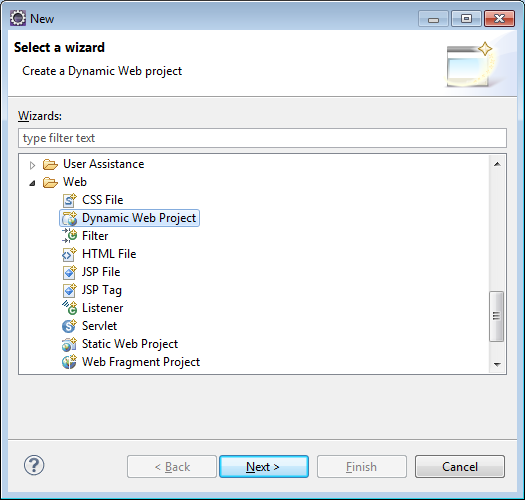 New
Select a wizard
Create a Dynamic Web project
Wizards:
type filter text
User Assistance
Web
CSS File
Dynamic Web Project
Filter
HTML File
JSP File
JSP Tag
Listener
Servlet
Static Web Project
Web Fragment Project
? < Back Next > Finish Cancel